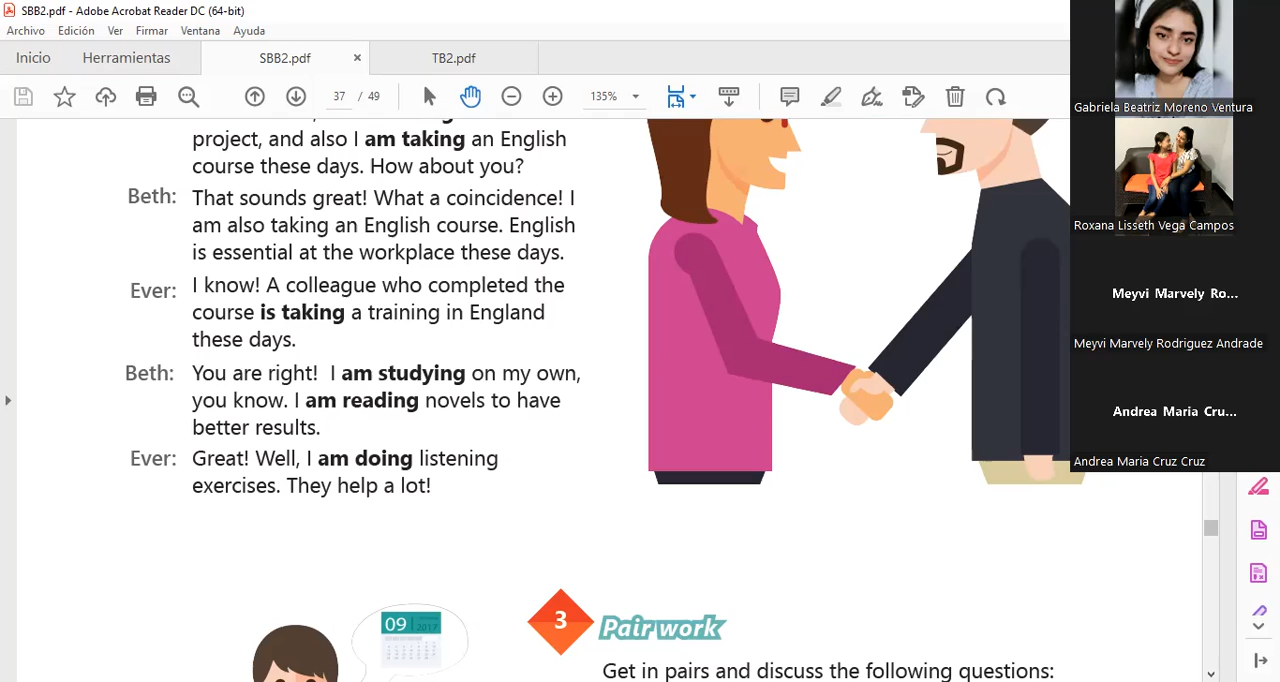 SBB2.pdf - Adobe Acrobat Reader DC (64-bit)
Archivo Edición Ver Firmar Ventana Ayuda
Inicio Herramientas SBB2.pdf × TB2.pdf
37 / 49 135%
project, and also I am taking an English
course these days. How about you?
Beth: That sounds great! What a coincidence! I
am also taking an English course. English
is essential at the workplace these days.
Ever: I know! A colleague who completed the
course is taking a training in England
these days.
Beth: You are right! I am studying on my own,
you know. I am reading novels to have
better results.
Ever: Great! Well, I am doing listening
exercises. They help a lot!
09 2017
3 Pair work
Get in pairs and discuss the following questions:
Gabriela Beatriz Moreno Ventura
Roxana Lisseth Vega Campos
Meyvi Marvely Ro...
Meyvi Marvely Rodriguez Andrade
Andrea Maria Cru...
Andrea Maria Cruz Cruz